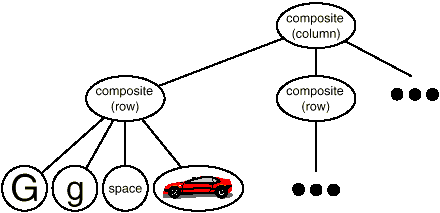 composite
(column)
composite
(row)
composite
(row)
G
g
space